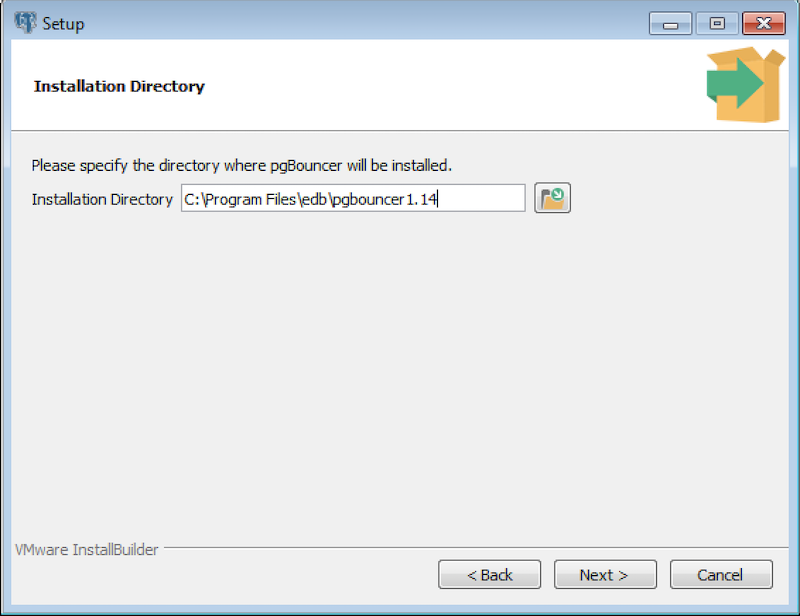 Setup
Installation Directory
Please specify the directory where pgBouncer will be installed.
Installation Directory C:\Program Files\edb\pgbouncer1.14
VMware InstallBuilder
< Back Next > Cancel